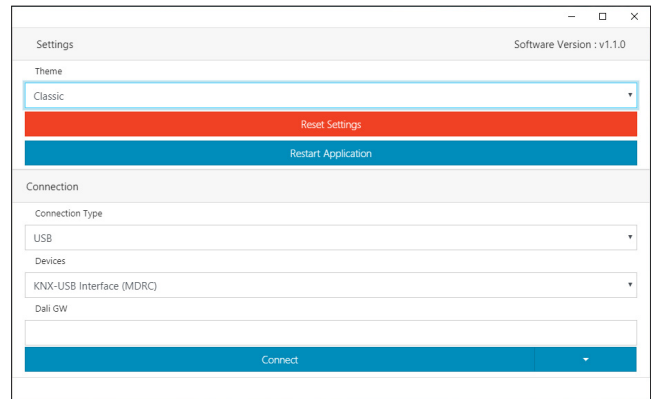 Settings Software Version : v1.1.0
Theme
Classic
Reset Settings
Restart Application
Connection
Connection Type
USB
Devices
KNX-USB Interface (MDRC)
Dali GW
Connect